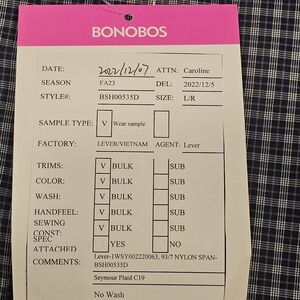 BONOBOS
DATE: 2022/12/07 ATTN: Caroline
SEASON FA23 DEL: 2022/12/5
STYLE#: BSH00535D SIZE: L/R
SAMPLE TYPE: V Wear sample
FACTORY: LEVER/VIETNAM AGENT: Lever
TRIMS: V BULK SUB
COLOR: V BULK SUB
WASH: V BULK SUB
HANDFEEL: V BULK SUB
SEWING
CONST: V BULK SUB
SPEC
ATTACHED YES NO
COMMENTS: Lever-1WSY002220063, 93/7 NYLON SPAN-
BSH00535D
Seymour Plaid C19
No Wash